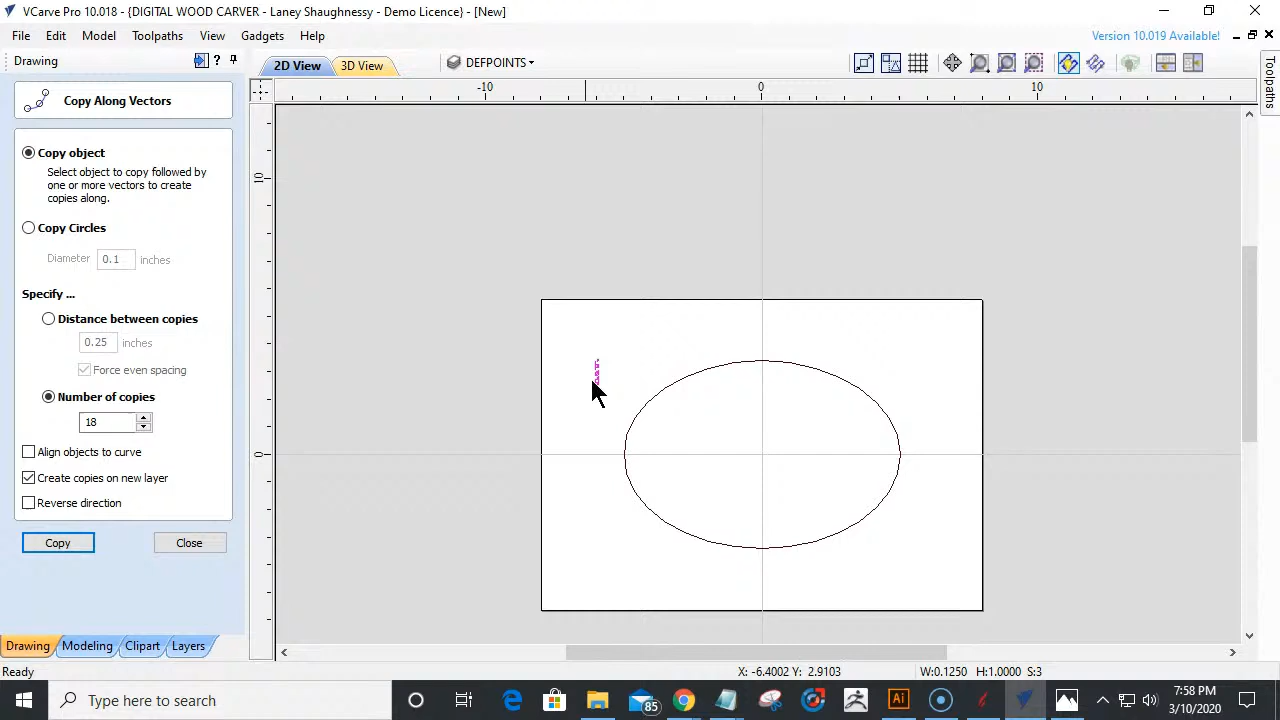 VCarve Pro 10.018 - {DIGITAL WOOD CARVER - Laney Shaughnessy - Demo Licence} - [New]
File Edit Model Toolpaths View Gadgets Help Version 10.019 Available!
Drawing
2D View 3D View DEFPOINTS
Copy Along Vectors
Copy object
Select object to copy followed by
one or more vectors to create
copies along.
Copy Circles
Diameter 0.1 inches
Specify ...
Distance between copies
0.25 inches
Force even spacing
Number of copies
18
Align objects to curve
Create copies on new layer
Reverse direction
Copy Close
-10 0 10
10
0
Toolpaths
Drawing Modeling Clipart Layers
Ready X: -6.4002 Y: 2.9103 W:0.1250 H:1.0000 S:3
Type here to search
85
Ai
7:58 PM
3/10/2020